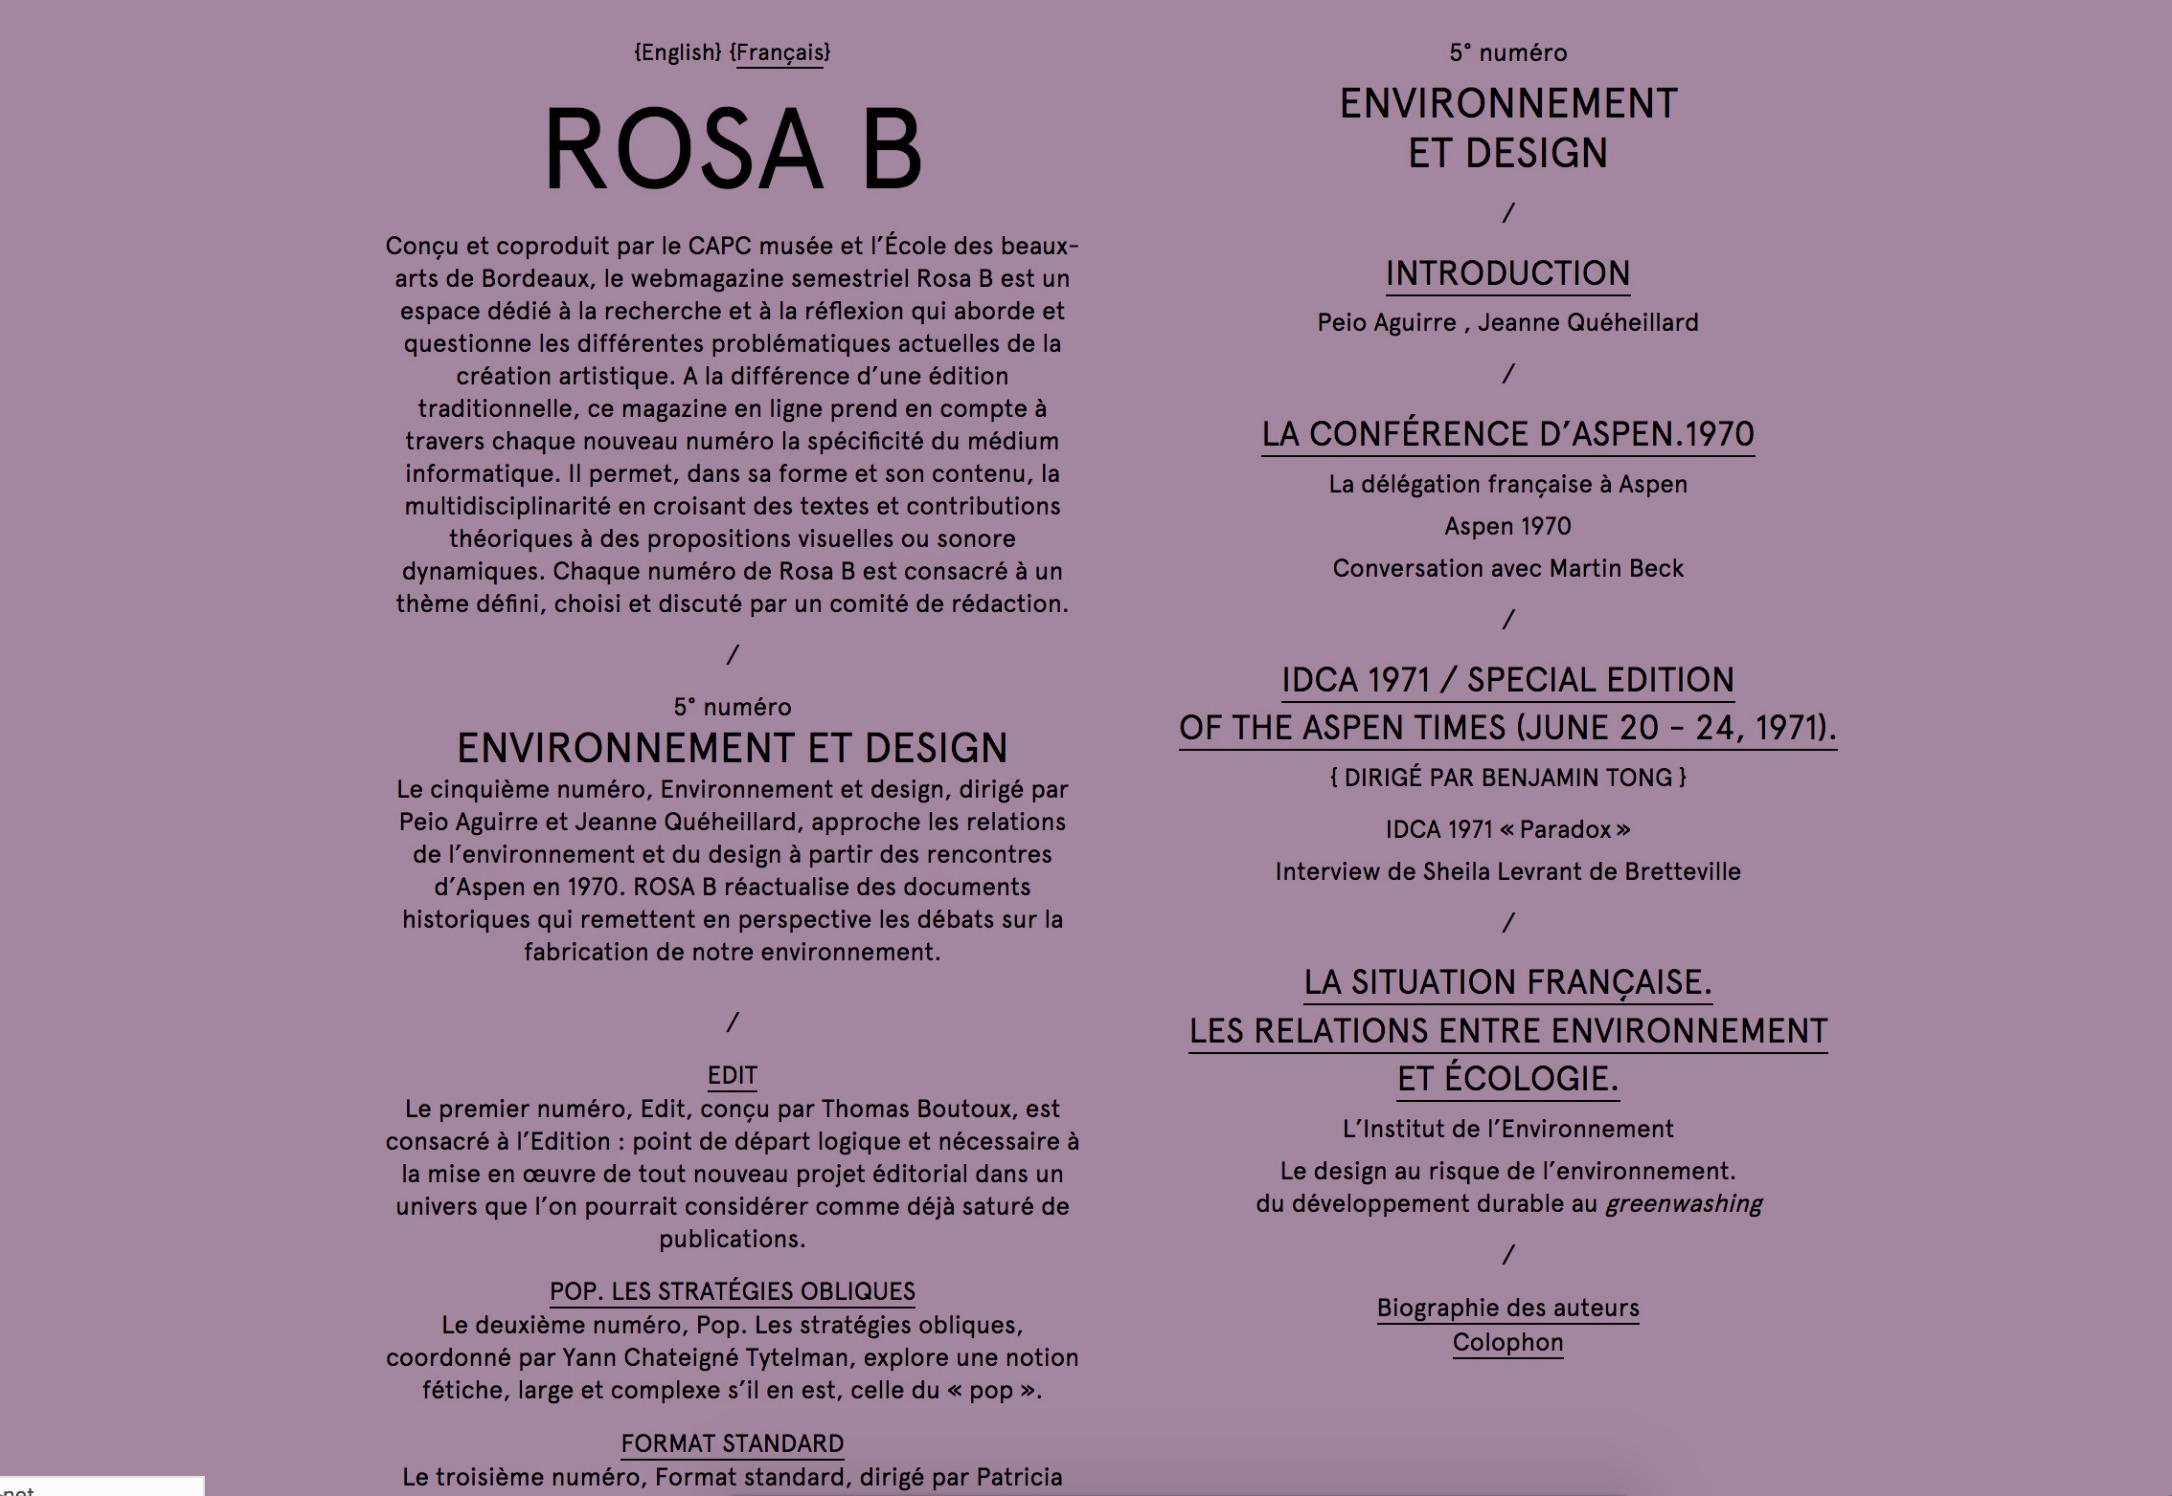 {English} {Français}
ROSA B
Conçu et coproduit par le CAPC musée et l’École des beaux-
arts de Bordeaux, le webmagazine semestriel Rosa B est un
espace dédié à la recherche et à la réflexion qui aborde et
questionne les différentes problématiques actuelles de la
création artistique. A la différence d’une édition
traditionnelle, ce magazine en ligne prend en compte à
travers chaque nouveau numéro la spécificité du médium
informatique. Il permet, dans sa forme et son contenu, la
multidisciplinarité en croisant des textes et contributions
théoriques à des propositions visuelles ou sonore
dynamiques. Chaque numéro de Rosa B est consacré à un
thème défini, choisi et discuté par un comité de rédaction.
/
5° numéro
ENVIRONNEMENT ET DESIGN
Le cinquième numéro, Environnement et design, dirigé par
Peio Aguirre et Jeanne Quéheillard, approche les relations
de l’environnement et du design à partir des rencontres
d’Aspen en 1970. ROSA B réactualise des documents
historiques qui remettent en perspective les débats sur la
fabrication de notre environnement.
/
EDIT
Le premier numéro, Edit, conçu par Thomas Boutoux, est
consacré à l’Edition : point de départ logique et nécessaire à
la mise en œuvre de tout nouveau projet éditorial dans un
univers que l’on pourrait considérer comme déjà saturé de
publications.
POP. LES STRATÉGIES OBLIQUES
Le deuxième numéro, Pop. Les stratégies obliques,
coordonné par Yann Chateigné Tytelman, explore une notion
fétiche, large et complexe s’il en est, celle du « pop ».
FORMAT STANDARD
Le troisième numéro, Format standard, dirigé par Patricia
5° numéro
ENVIRONNEMENT
ET DESIGN
/
INTRODUCTION
Peio Aguirre , Jeanne Quéheillard
/
LA CONFÉRENCE D’ASPEN.1970
La délégation française à Aspen
Aspen 1970
Conversation avec Martin Beck
/
IDCA 1971 / SPECIAL EDITION
OF THE ASPEN TIMES (JUNE 20 – 24, 1971).
{ DIRIGÉ PAR BENJAMIN TONG }
IDCA 1971 « Paradox »
Interview de Sheila Levrant de Bretteville
/
LA SITUATION FRANÇAISE.
LES RELATIONS ENTRE ENVIRONNEMENT
ET ÉCOLOGIE.
L’Institut de l’Environnement
Le design au risque de l’environnement.
du développement durable au greenwashing
/
Biographie des auteurs
Colophon